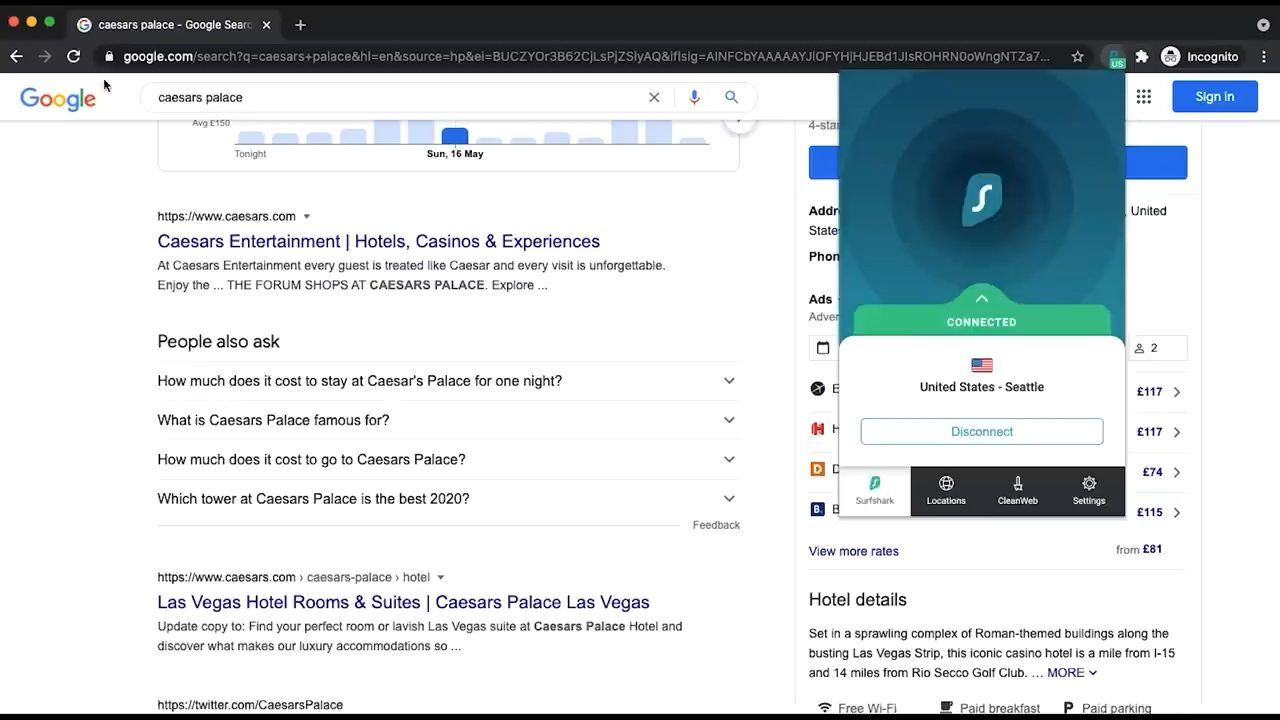 caesars palace - Google Sear
google.com/search?q=caesars+palace&hl=en&source=hp&ei=BUCZYOr3B62CjLsPjZSlyAQ&iflsig=AINFCbYAAAAAYJlOFYHjHJEBd1JIsROHRN0oWngNTZa7...
US
Incognito
Google
caesars palace
Sign in
Avg £150
Tonight
Sun, 16 May
https://www.caesars.com
Caesars Entertainment | Hotels, Casinos & Experiences
At Caesars Entertainment every guest is treated like Caesar and every visit is unforgettable.
Enjoy the ... THE FORUM SHOPS AT CAESARS PALACE. Explore ...
People also ask
How much does it cost to stay at Caesar's Palace for one night?
What is Caesars Palace famous for?
How much does it cost to go to Caesars Palace?
Which tower at Caesars Palace is the best 2020?
Feedback
https://www.caesars.com › caesars-palace › hotel
Las Vegas Hotel Rooms & Suites | Caesars Palace Las Vegas
Update copy to: Find your perfect room or lavish Las Vegas suite at Caesars Palace Hotel and
discover what makes our luxury accommodations so ...
https://twitter.com/CaesarsPalace
4-star
Addr
, United
State
Phon
Ads
Adver
2
£117
£117
£74
£115
View more rates
from £81
Hotel details
Set in a sprawling complex of Roman-themed buildings along the
busting Las Vegas Strip, this iconic casino hotel is a mile from I-15
and 14 miles from Rio Secco Golf Club. ... MORE
Free Wi-Fi
Paid breakfast
Paid parking
CONNECTED
United States - Seattle
Disconnect
Surfshark
Locations
CleanWeb
Settings